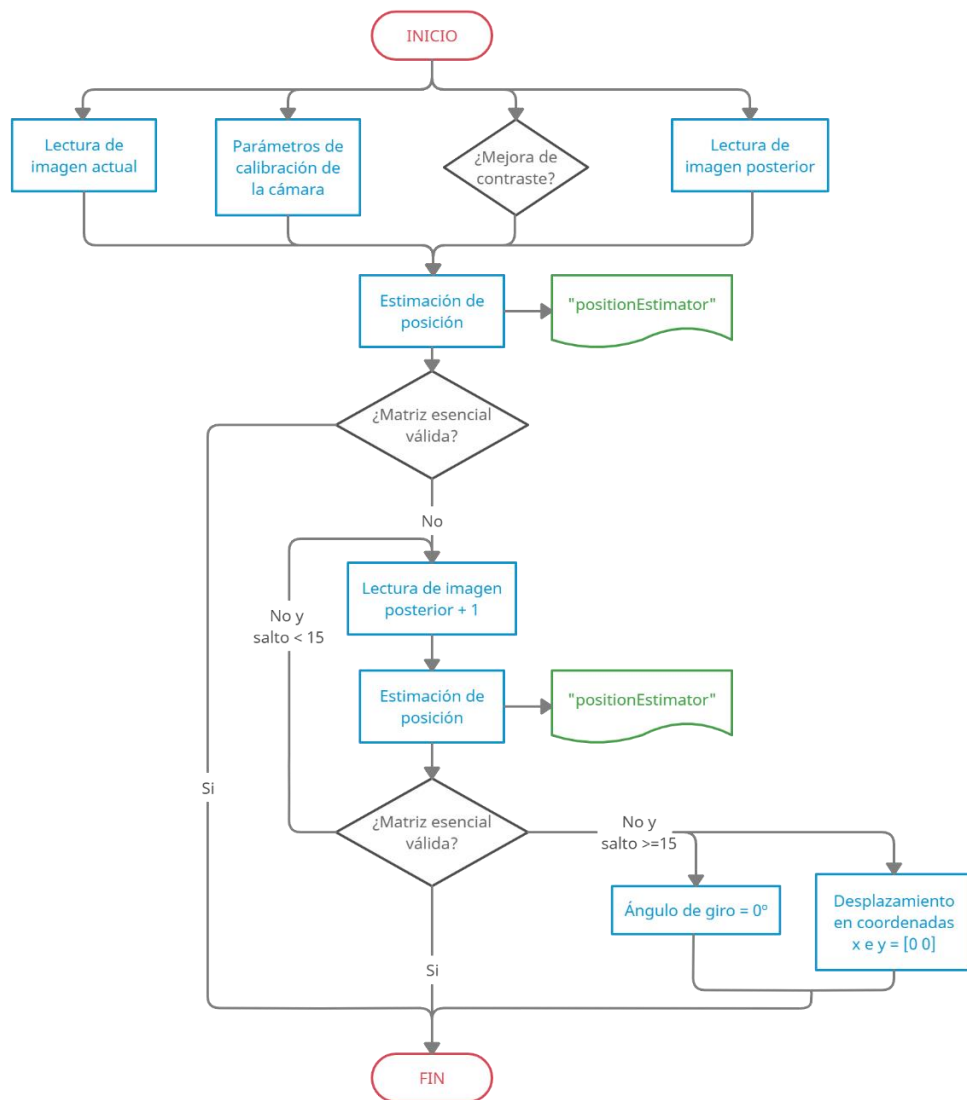 INICIO
Lectura de
imagen actual
Parámetros de
calibración de
la cámara
¿Mejora de
contraste?
Lectura de
imagen posterior
Estimación de
posición
"positionEstimator"
¿Matriz esencial
válida?
No
Lectura de imagen
posterior + 1
No y
salto < 15
Estimación de
posición
"positionEstimator"
Si
¿Matriz esencial
válida?
No y
salto >=15
Ángulo de giro = 0º
Desplazamiento
en coordenadas
x e y = [0 0]
Si
FIN